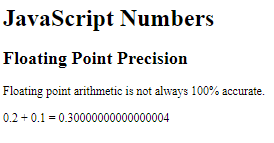 JavaScript Numbers
Floating Point Precision
Floating point arithmetic is not always 100% accurate.
0.2 + 0.1 = 0.30000000000000004